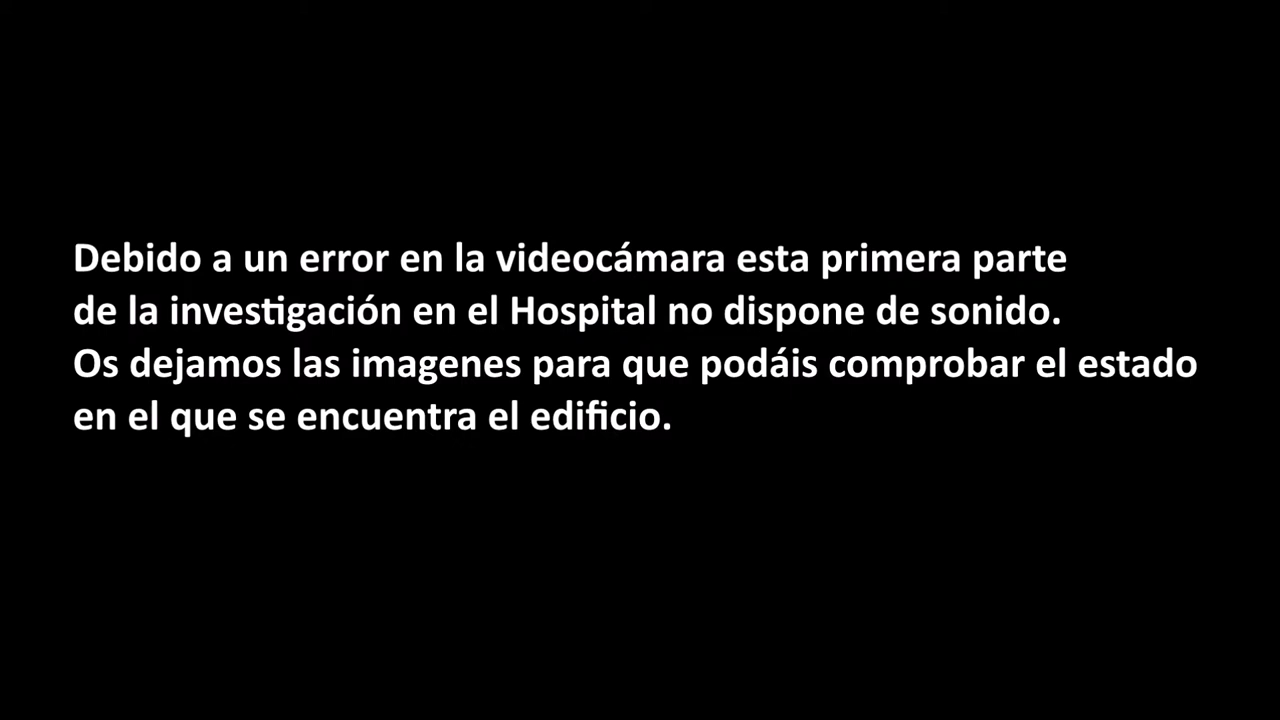 Debido a un error en la videocámara esta primera parte
de la investigación en el Hospital no dispone de sonido.
Os dejamos las imagenes para que podáis comprobar el estado
en el que se encuentra el edificio.